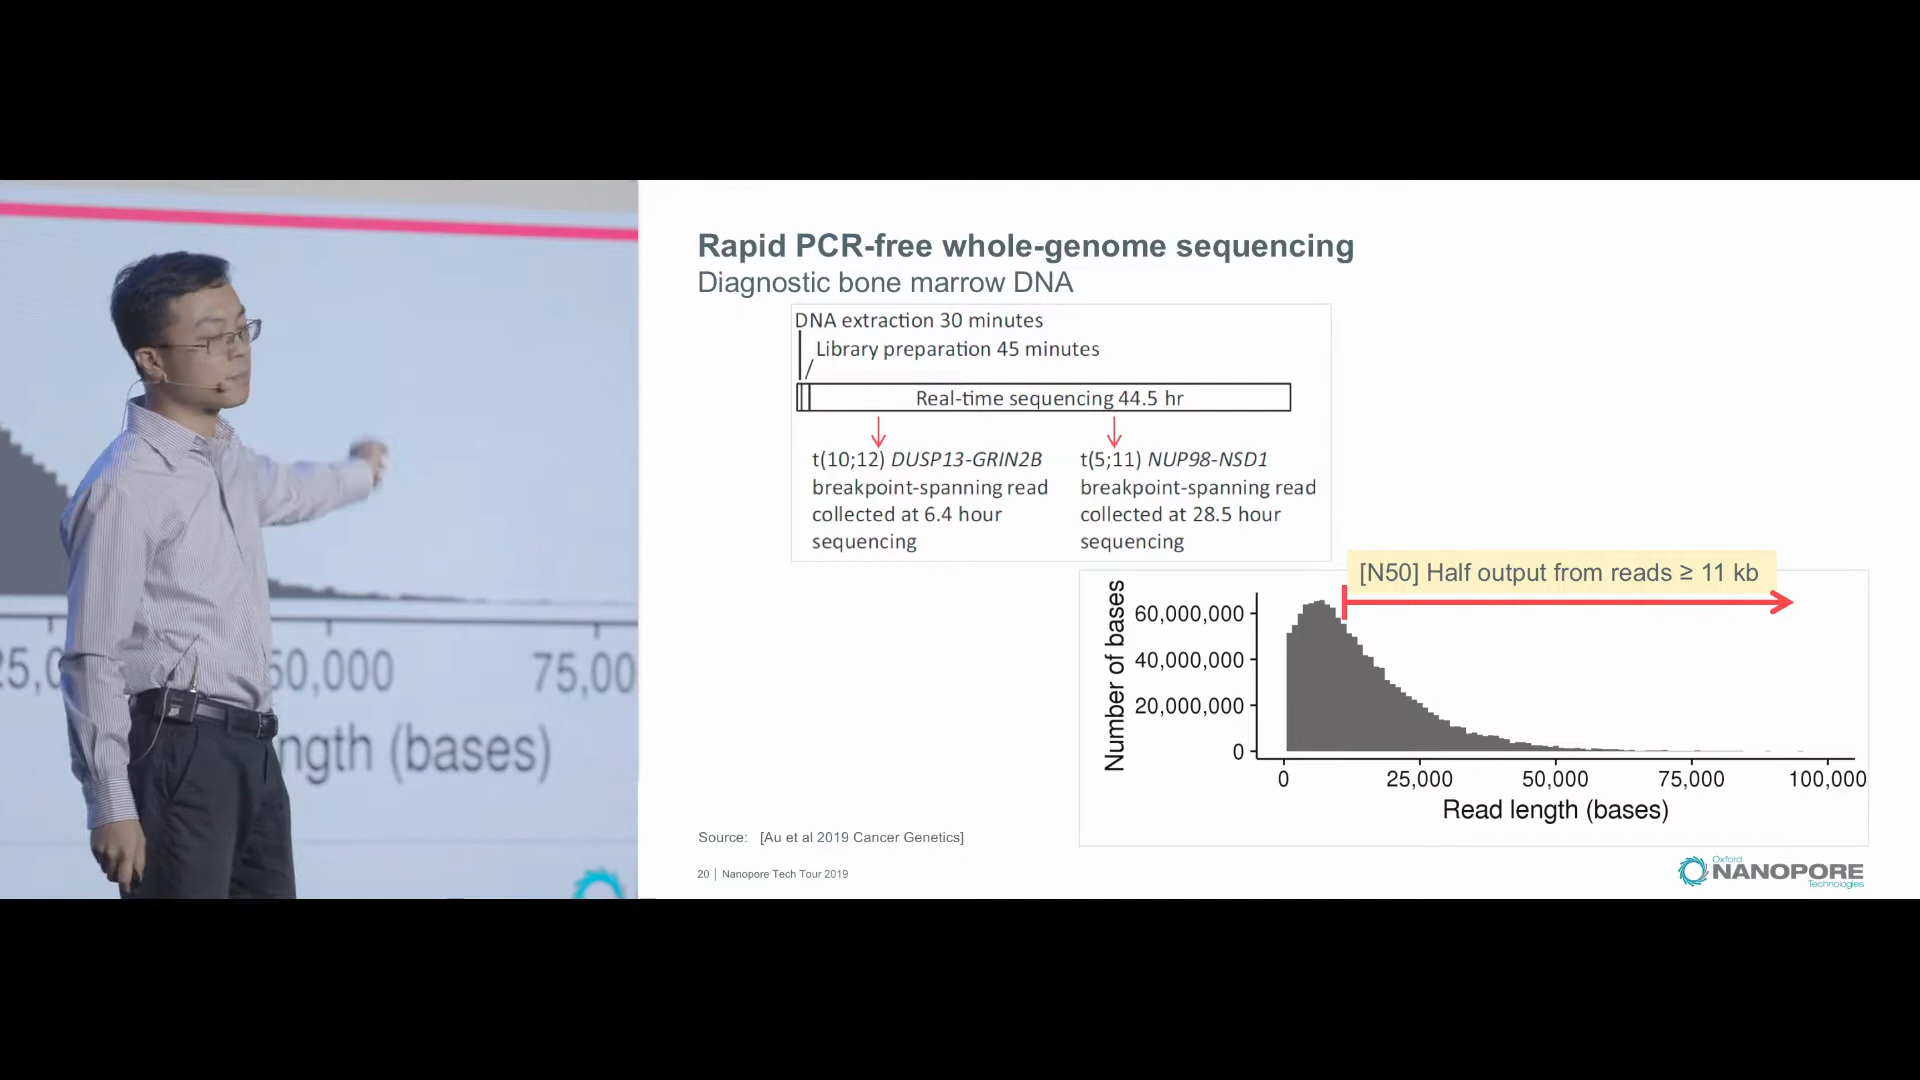 Rapid PCR-free whole-genome sequencing
Diagnostic bone marrow DNA
DNA extraction 30 minutes
Library preparation 45 minutes
Real-time sequencing 44.5 hr
t(10;12) DUSP13-GRIN2B
breakpoint-spanning read
collected at 6.4 hour
sequencing
t(5;11) NUP98-NSD1
breakpoint-spanning read
collected at 28.5 hour
sequencing
[N50] Half output from reads ≥ 11 kb
Number of bases
60,000,000
40,000,000
20,000,000
0
0 25,000 50,000 75,000 100,000
Read length (bases)
Source: [Au et al 2019 Cancer Genetics]
20 | Nanopore Tech Tour 2019
Oxford
NANOPORE
Technologies
25,0 50,000 75,00
ngth (bases)